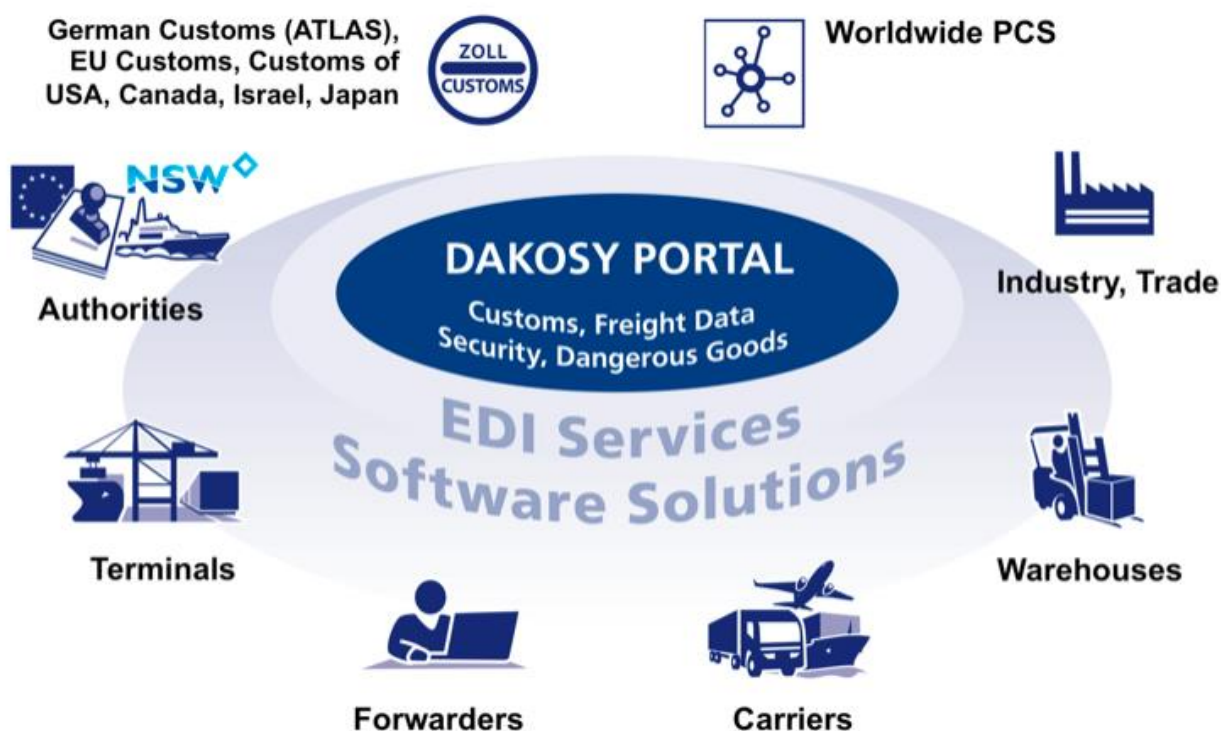 German Customs (ATLAS),
EU Customs, Customs of
USA, Canada, Israel, Japan
ZOLL
CUSTOMS
Worldwide PCS
NSW
Authorities
Industry, Trade
DAKOSY PORTAL
Customs, Freight Data
Security, Dangerous Goods
EDI Services
Software Solutions
Terminals
Warehouses
Forwarders
Carriers